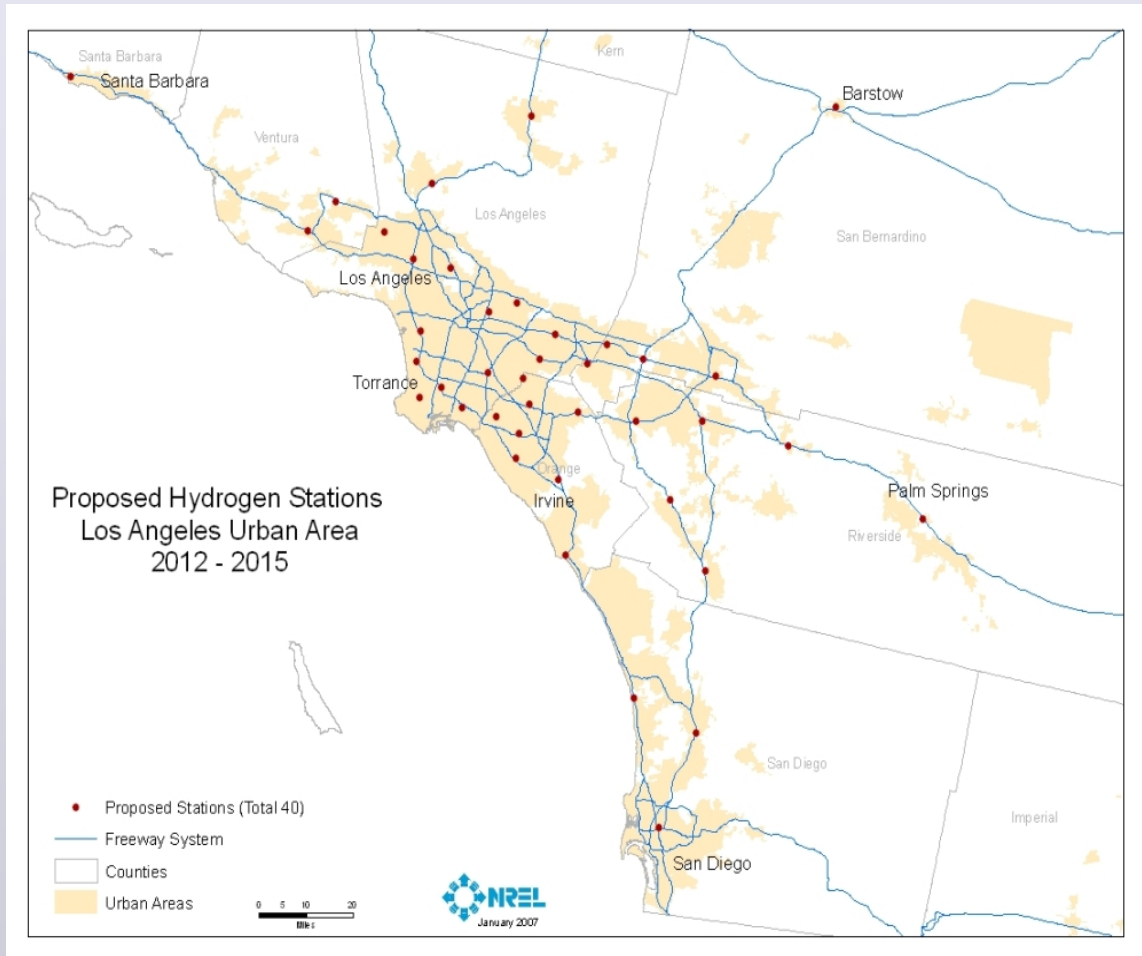 Santa Barbara
Santa Barbara
Kern
Barstow
Ventura
Los Angeles
San Bernardino
Los Angeles
Torrance
Orange
Irvine
Palm Springs
Riverside
Proposed Hydrogen Stations
Los Angeles Urban Area
2012 - 2015
San Diego
Imperial
San Diego
Proposed Stations (Total 40)
Freeway System
Counties
Urban Areas
0 5 10 20
Miles
NREL
January 2007